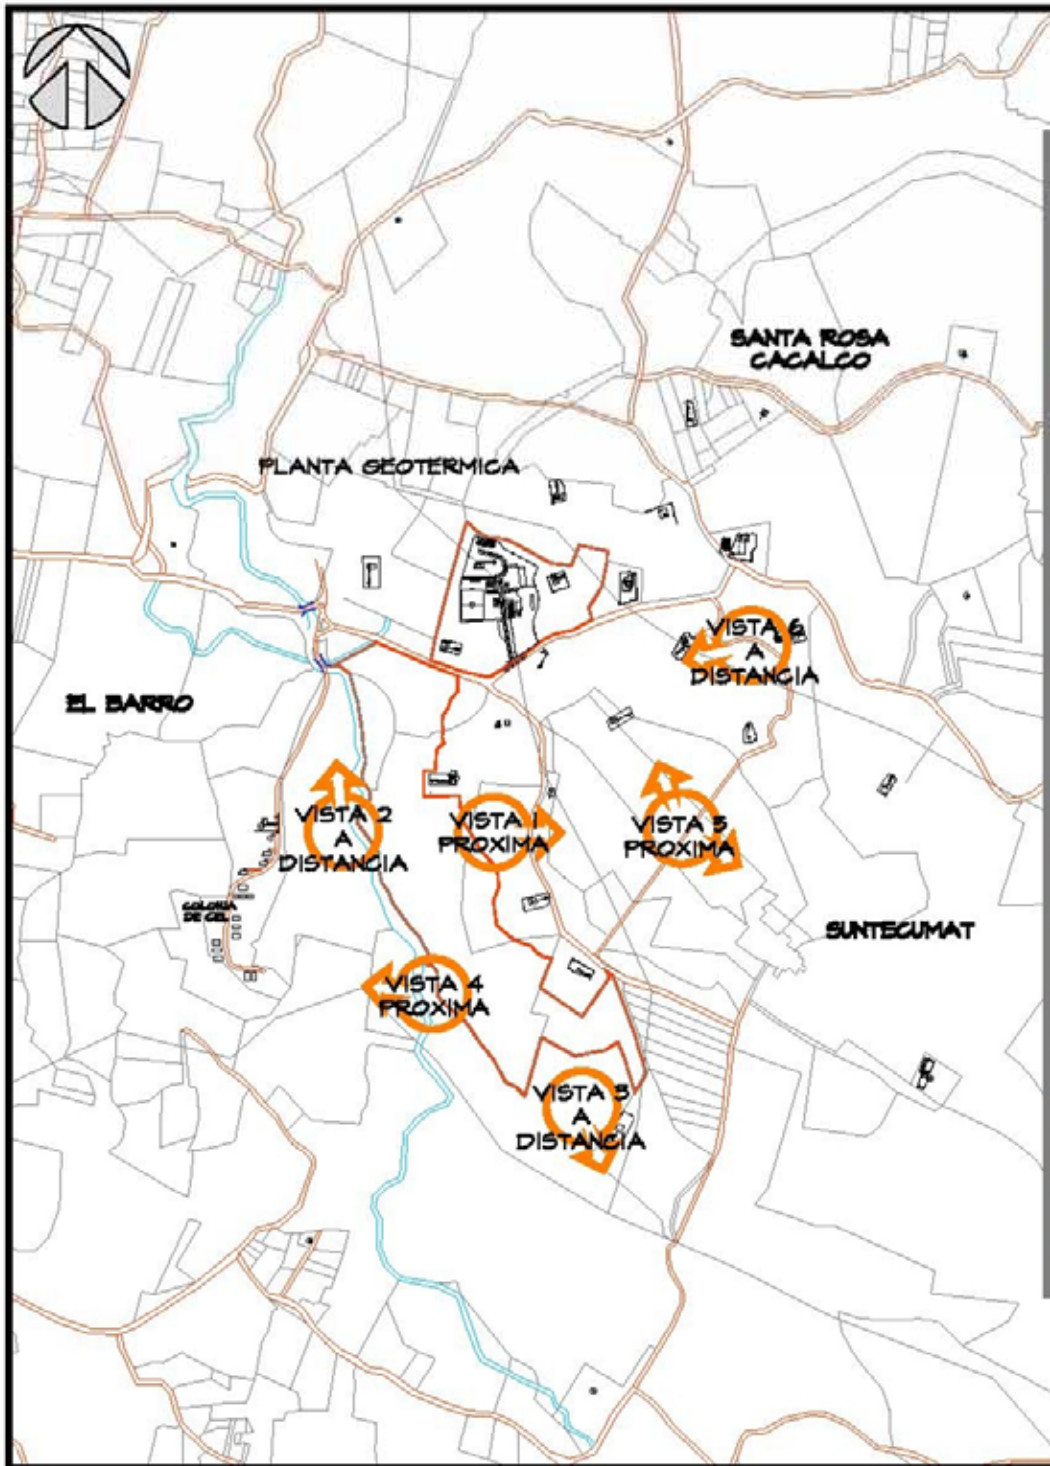 SANTA ROSA
CACALCO
PLANTA GEOTERMICA
VISTA 6
A
DISTANCIA
EL BARRO
VISTA 2
A
DISTANCIA
VISTA 1
PROXIMA
VISTA 5
PROXIMA
COLONIA
DE CEL
SUNTECUMAT
VISTA 4
PROXIMA
VISTA 3
A
DISTANCIA